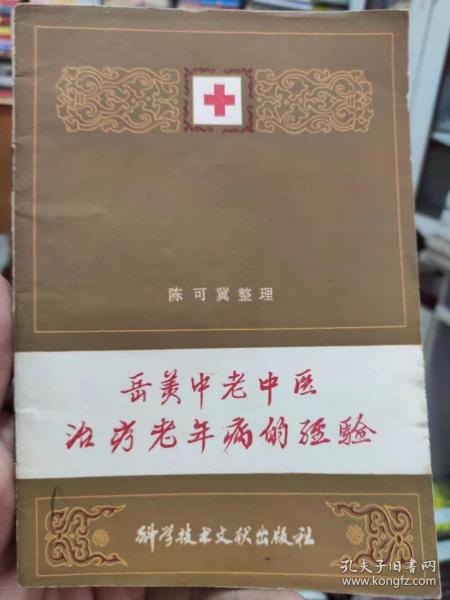 陈可冀整理
岳美中老中医
治疗老年病的经验
科学技术文献出版社
孔夫子旧书网
www.kongfz.com